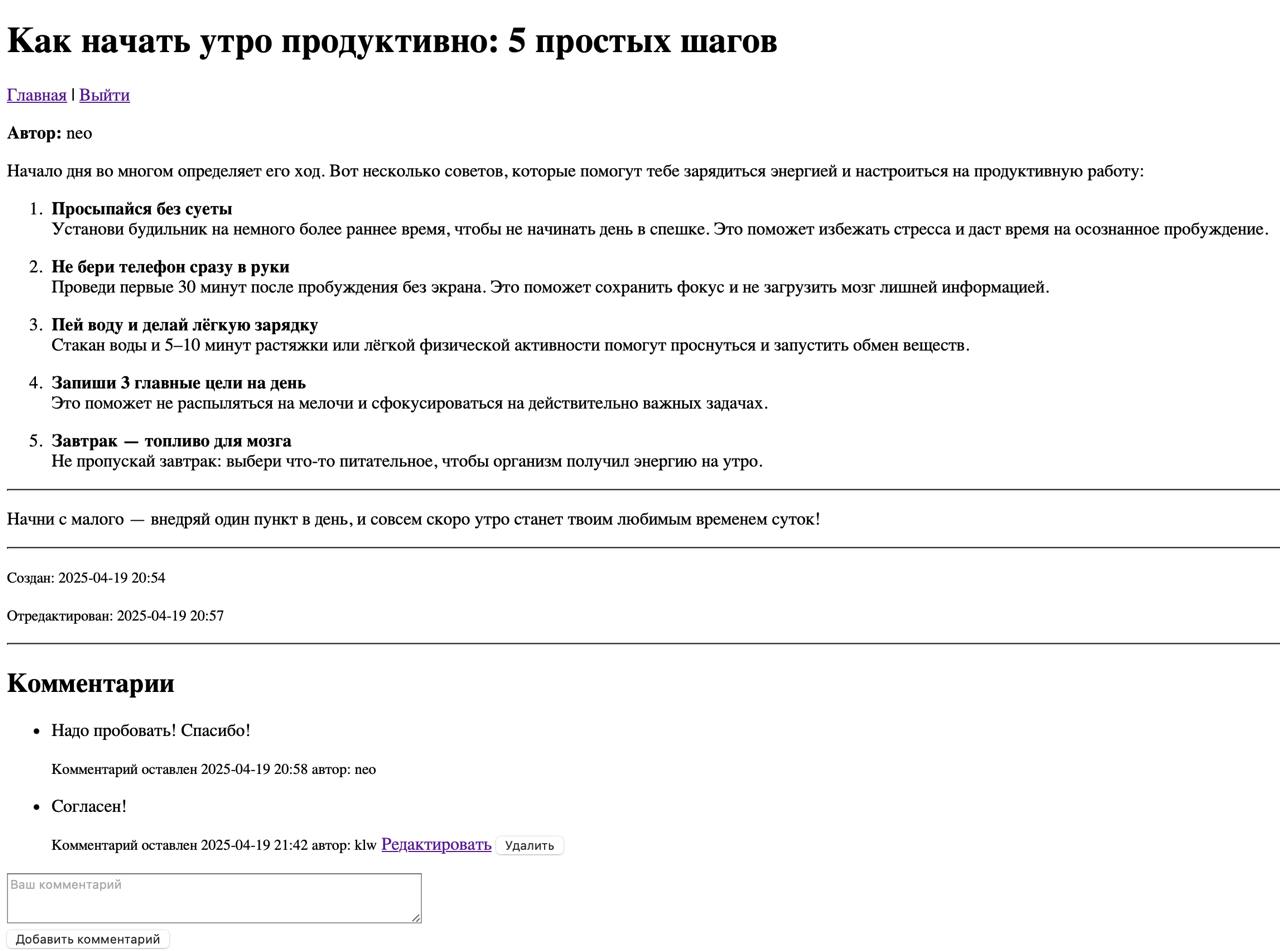 Как начать утро продуктивно: 5 простых шагов
Главная | Выйти
Автор: neo
Начало дня во многом определяет его ход. Вот несколько советов, которые помогут тебе зарядиться энергией и настроиться на продуктивную работу:
1. Просыпайся без суеты
Установи будильник на немного более раннее время, чтобы не начинать день в спешке. Это поможет избежать стресса и даст время на осознанное пробуждение.
2. Не бери телефон сразу в руки
Проведи первые 30 минут после пробуждения без экрана. Это поможет сохранить фокус и не загрузить мозг лишней информацией.
3. Пей воду и делай лёгкую зарядку
Стакан воды и 5–10 минут растяжки или лёгкой физической активности помогут проснуться и запустить обмен веществ.
4. Запиши 3 главные цели на день
Это поможет не распыляться на мелочи и сфокусироваться на действительно важных задачах.
5. Завтрак — топливо для мозга
Не пропускай завтрак: выбери что-то питательное, чтобы организм получил энергию на утро.
Начни с малого — внедряй один пункт в день, и совсем скоро утро станет твоим любимым временем суток!
Создан: 2025-04-19 20:54
Отредактирован: 2025-04-19 20:57
Комментарии
• Надо пробовать! Спасибо!
Комментарий оставлен 2025-04-19 20:58 автор: neo
• Согласен!
Комментарий оставлен 2025-04-19 21:42 автор: klw Редактировать Удалить
Ваш комментарий
Добавить комментарий